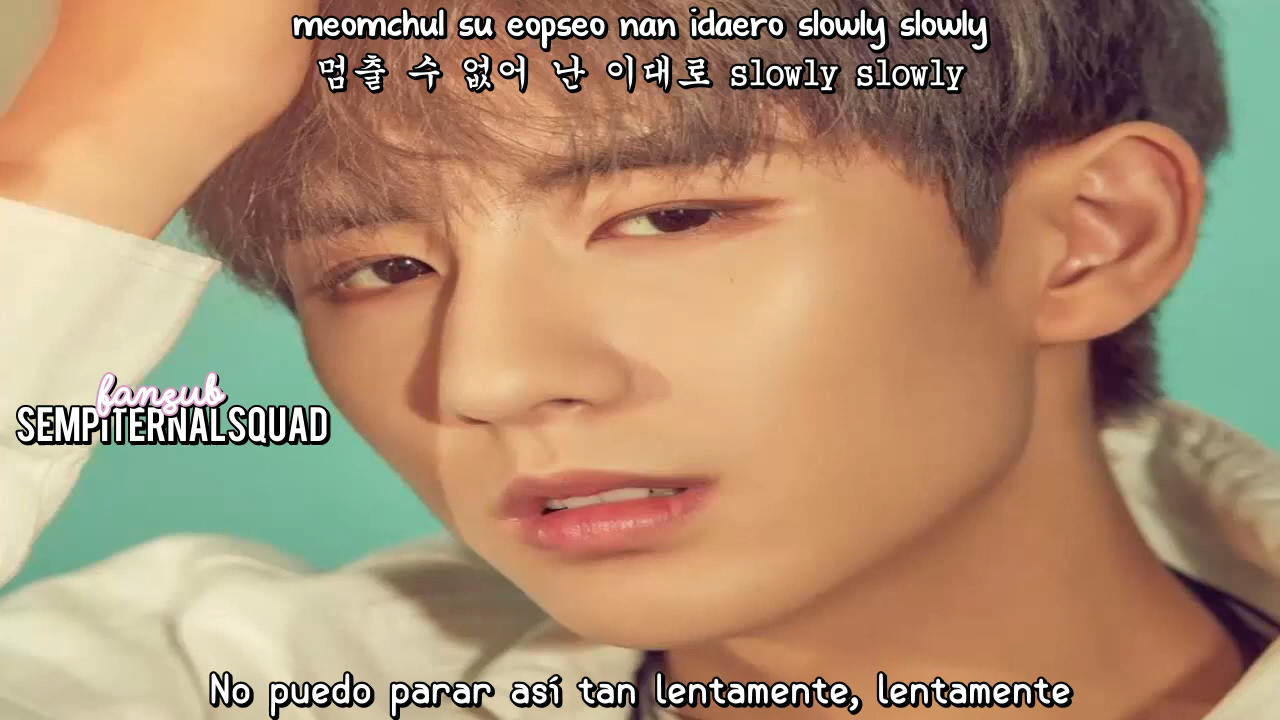 meomchul su eopseo nan idaero slowly slowly
멈출 수 없어 난 이대로 slowly slowly
fansub
SEMPITERNALSQUAD
No puedo parar así tan lentamente, lentamente